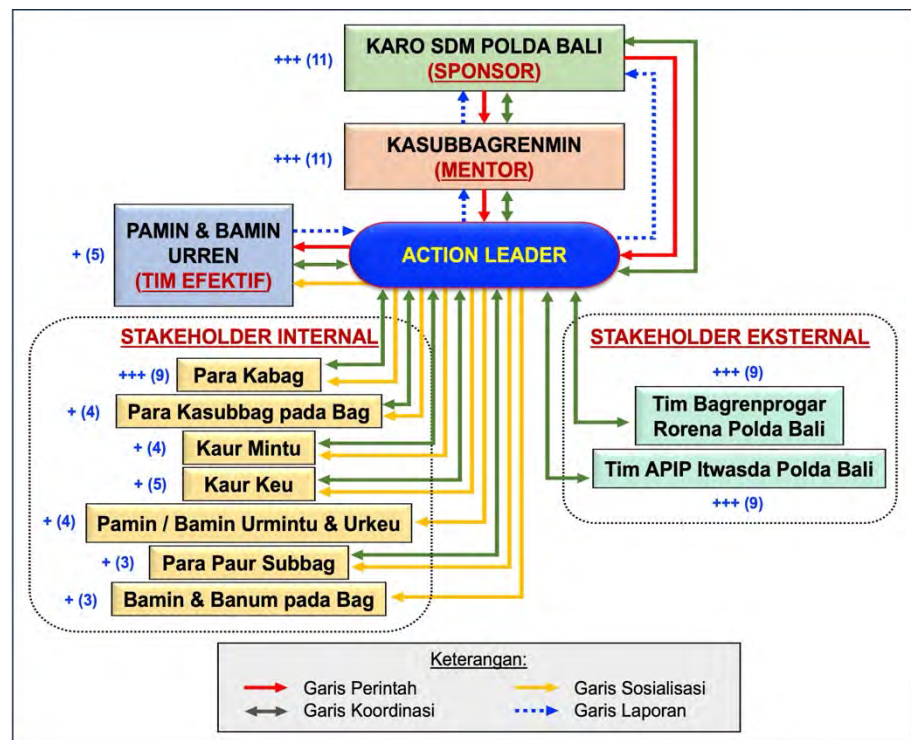 +++ (11)
KARO SDM POLDA BALI
(SPONSOR)
+++ (11)
KASUBBAGRENMIN
(MENTOR)
+ (5)
PAMIN & BAMIN
URREN
(TIM EFEKTIF)
ACTION LEADER
STAKEHOLDER INTERNAL
+++ (9)
Para Kabag
+ (4)
Para Kasubbag pada Bag
+ (4)
Kaur Mintu
+ (5)
Kaur Keu
+ (4)
Pamin / Bamin Urmintu & Urkeu
+ (3)
Para Paur Subbag
+ (3)
Bamin & Banum pada Bag
STAKEHOLDER EKSTERNAL
+++ (9)
Tim Bagrenprogar
Rorena Polda Bali
Tim APIP Itwasda Polda Bali
+++ (9)
Keterangan:
Garis Perintah
Garis Sosialisasi
Garis Koordinasi
Garis Laporan